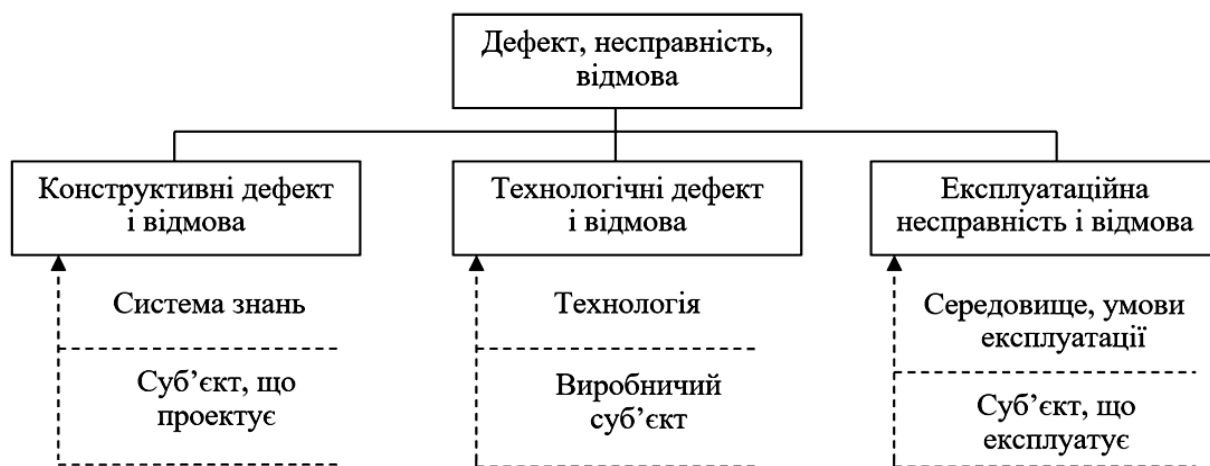 Дефект, несправність,
відмова
Конструктивні дефект
і відмова
Технологічні дефект
і відмова
Експлуатаційна
несправність і відмова
Система знань
Суб’єкт, що
проектує
Технологія
Виробничий
суб’єкт
Середовище, умови
експлуатації
Суб’єкт, що
експлуатує